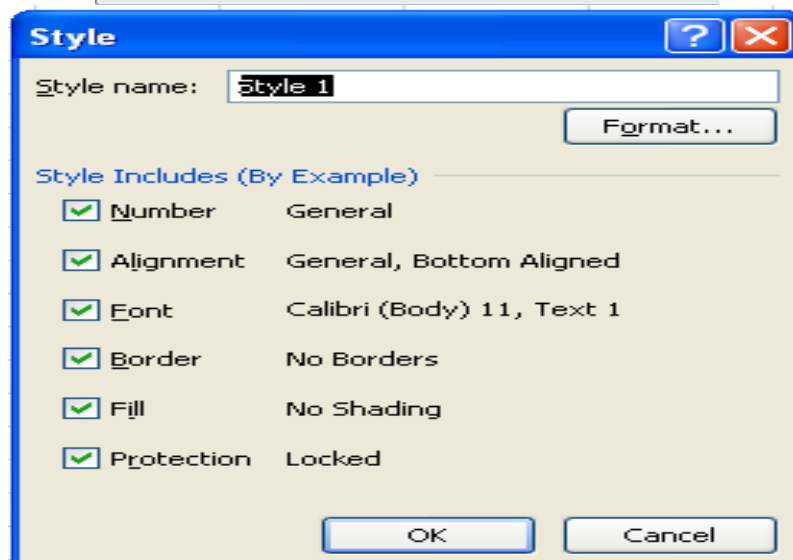 Style
Style name: Style 1
Format...
Style Includes (By Example)
Number General
Alignment General, Bottom Aligned
Font Calibri (Body) 11, Text 1
Border No Borders
Fill No Shading
Protection Locked
OK Cancel